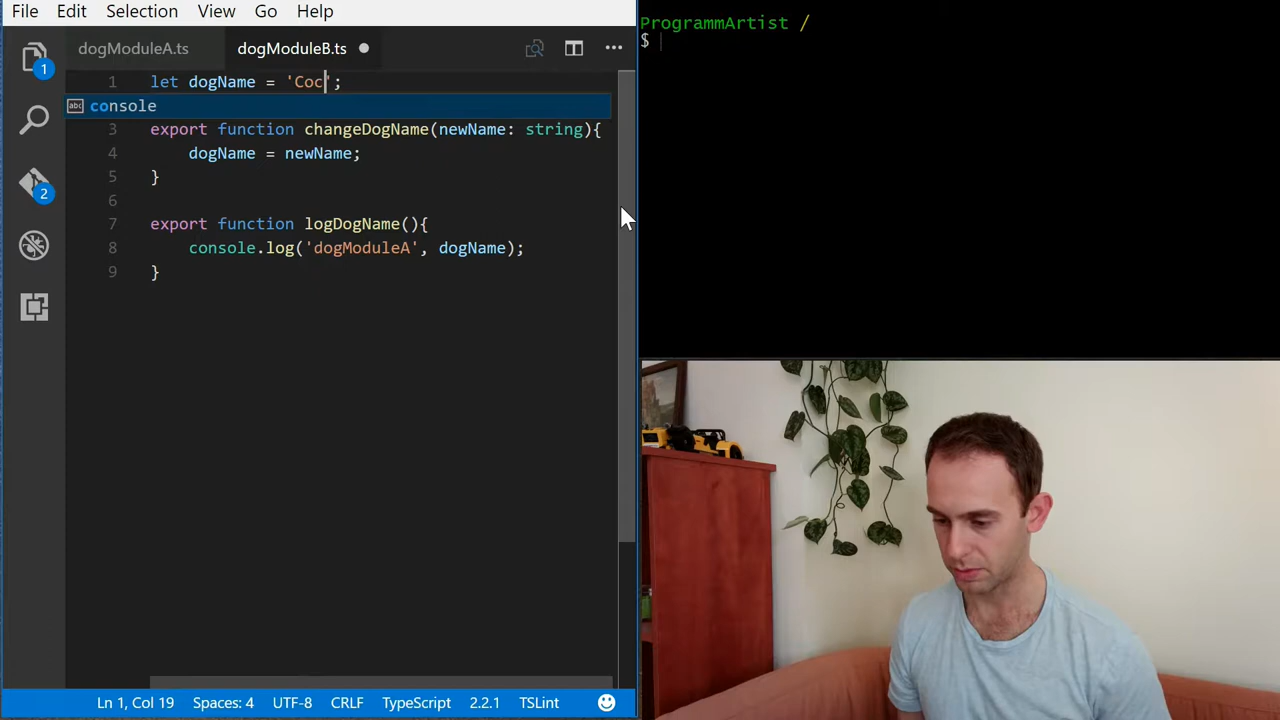 File Edit Selection View Go Help
dogModuleA.ts dogModuleB.ts
1 let dogName = 'Coc';
abc console
3 export function changeDogName(newName: string){
4 dogName = newName;
5 }
6
7 export function logDogName(){
8 console.log('dogModuleA', dogName);
9 }
1
2
Ln 1, Col 19 Spaces: 4 UTF-8 CRLF TypeScript 2.2.1 TSLint
ProgrammArtist /
$